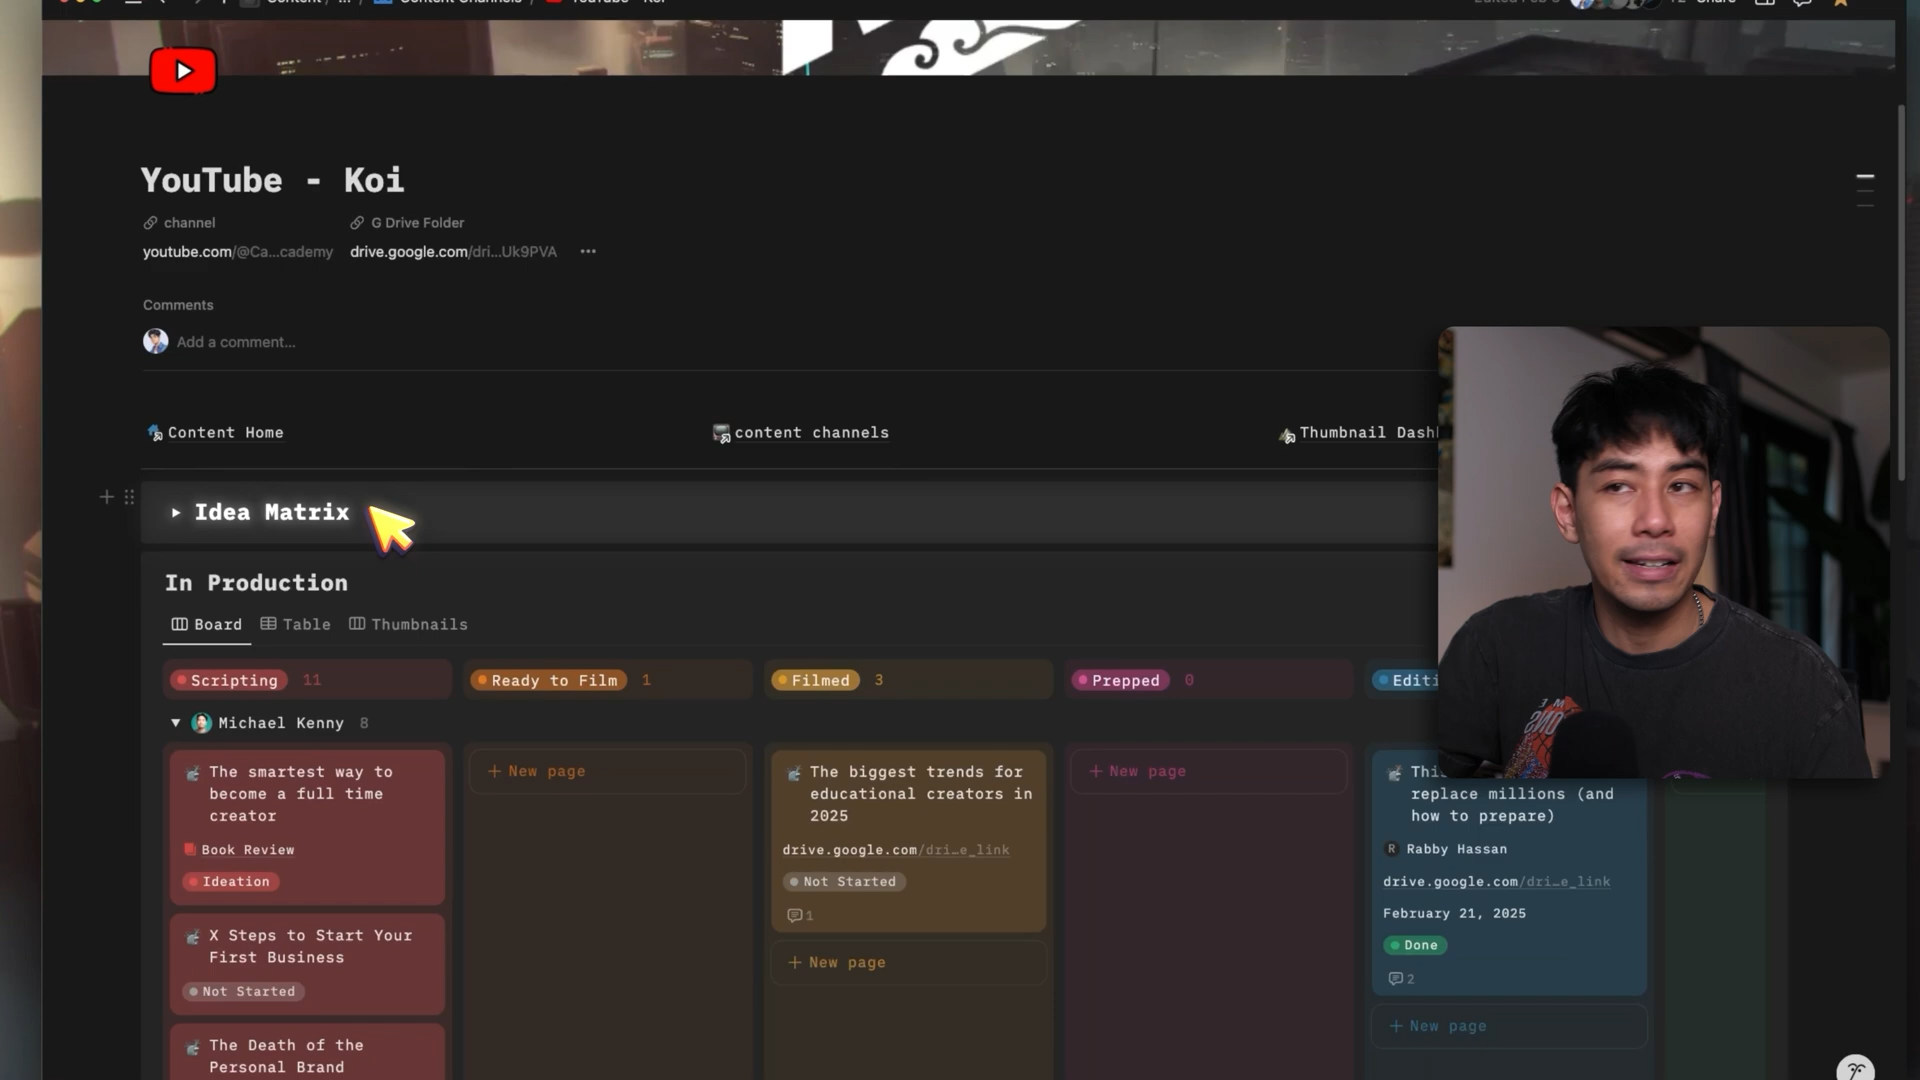 YouTube - Koi
channel
G Drive Folder
youtube.com/@Ca...cademy
drive.google.com/dri...Uk9PVA
Comments
Add a comment...
Content Home
content channels
Thumbnail Dash
Idea Matrix
In Production
Board
Table
Thumbnails
Scripting 11
Ready to Film 1
Filmed 3
Prepped 0
Editi
Michael Kenny 8
The smartest way to
become a full time
creator
Book Review
Ideation
X Steps to Start Your
First Business
Not Started
The Death of the
Personal Brand
+ New page
The biggest trends for
educational creators in
2025
drive.google.com/dri…e_link
Not Started
1
+ New page
+ New page
Thi
replace millions (and
how to prepare)
R Rabby Hassan
drive.google.com/dri…e_link
February 21, 2025
Done
2
+ New page